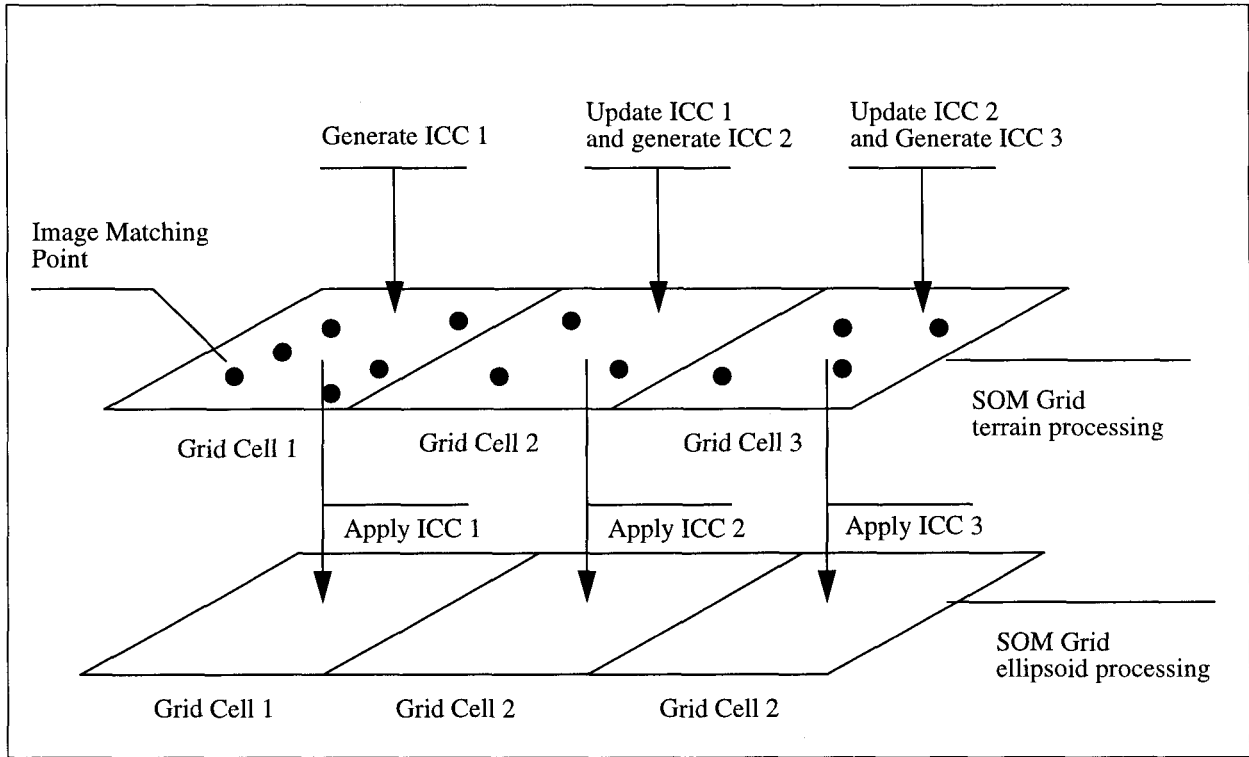 Generate ICC 1
Update ICC 1
and generate ICC 2
Update ICC 2
and Generate ICC 3
Image Matching
Point
SOM Grid
terrain processing
Grid Cell 1
Grid Cell 2
Grid Cell 3
Apply ICC 1
Apply ICC 2
Apply ICC 3
SOM Grid
ellipsoid processing
Grid Cell 1
Grid Cell 2
Grid Cell 2